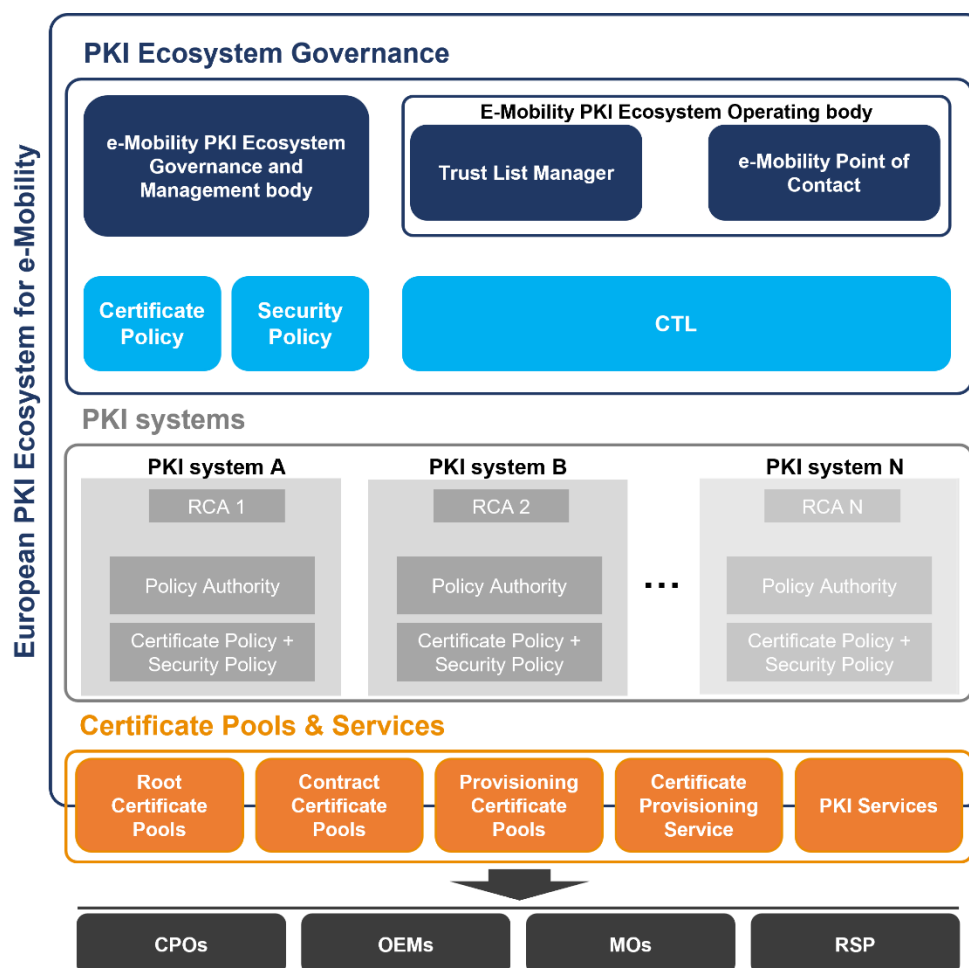 European PKI Ecosystem for e-Mobility
PKI Ecosystem Governance
e-Mobility PKI Ecosystem
Governance and
Management body
E-Mobility PKI Ecosystem Operating body
Trust List Manager
e-Mobility Point of
Contact
Certificate
Policy
Security
Policy
CTL
PKI systems
PKI system A
RCA 1
Policy Authority
Certificate Policy +
Security Policy
PKI system B
RCA 2
Policy Authority
Certificate Policy +
Security Policy
...
PKI system N
RCA N
Policy Authority
Certificate Policy +
Security Policy
Certificate Pools & Services
Root
Certificate
Pools
Contract
Certificate
Pools
Provisioning
Certificate
Pools
Certificate
Provisioning
Service
PKI Services
CPOs
OEMs
MOs
RSP